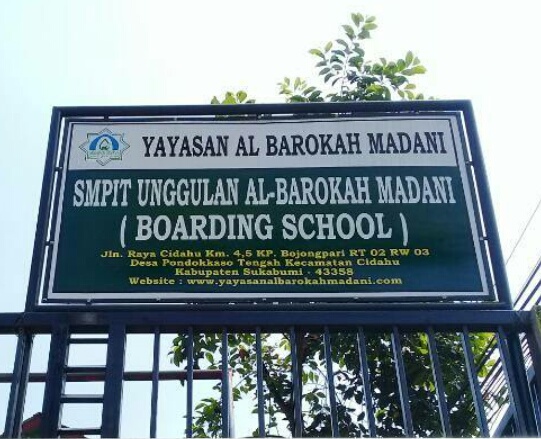 YAYASAN AL BAROKAH MADANI
SMPIT UNGGULAN AL-BAROKAH MADANI
( BOARDING SCHOOL )
Jln. Raya Cidahu Km. 4,5 KP. Bojongpari RT 02 RW 03
Desa Pondokkaso Tengah Kecamatan Cidahu
Kabupaten Sukabumi - 43358
Website : www.yayasanalbarokahmadani.com